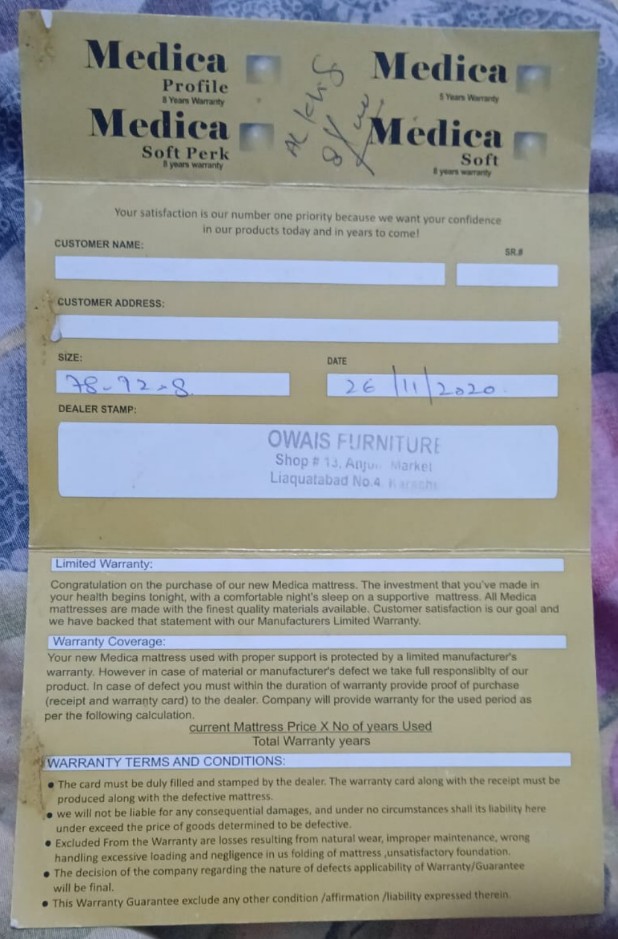 Medica
Profile
8 Years Warranty
Medica
5 Years Warranty
Medica
Soft Perk
8 years warranty
Medica
Soft
8 years warranty
Your satisfaction is our number one priority because we want your confidence
in our products today and in years to come!
CUSTOMER NAME:
SR.#
CUSTOMER ADDRESS:
SIZE:
DATE
78-72-8
26/11/2020
DEALER STAMP:
OWAIS FURNITURE
Shop # 13, Market
Liaquatabad No.4 Karachi
Limited Warranty:
Congratulation on the purchase of our new Medica mattress. The investment that you've made in
your health begins tonight, with a comfortable night's sleep on a supportive mattress. All Medica
mattresses are made with the finest quality materials available. Customer satisfaction is our goal and
we have backed that statement with our Manufacturers Limited Warranty.
Warranty Coverage:
Your new Medica mattress used with proper support is protected by a limited manufacturer's
warranty. However in case of material or manufacturer's defect we take full responsiblity of our
product. In case of defect you must within the duration of warranty provide proof of purchase
(receipt and warranty card) to the dealer. Company will provide warranty for the used period as
per the following calculation.
current Mattress Price X No of years Used
Total Warranty years
WARRANTY TERMS AND CONDITIONS:
• The card must be duly filled and stamped by the dealer. The warranty card along with the receipt must be
produced along with the defective mattress.
• we will not be liable for any consequential damages, and under no circumstances shall its liability here
under exceed the price of goods determined to be defective.
• Excluded From the Warranty are losses resulting from natural wear, improper maintenance, wrong
handling excessive loading and negligence in us folding of mattress ,unsatisfactory foundation.
• The decision of the company regarding the nature of defects applicability of Warranty/Guarantee
will be final.
• This Warranty Guarantee exclude any other condition /affirmation /liability expressed therein.